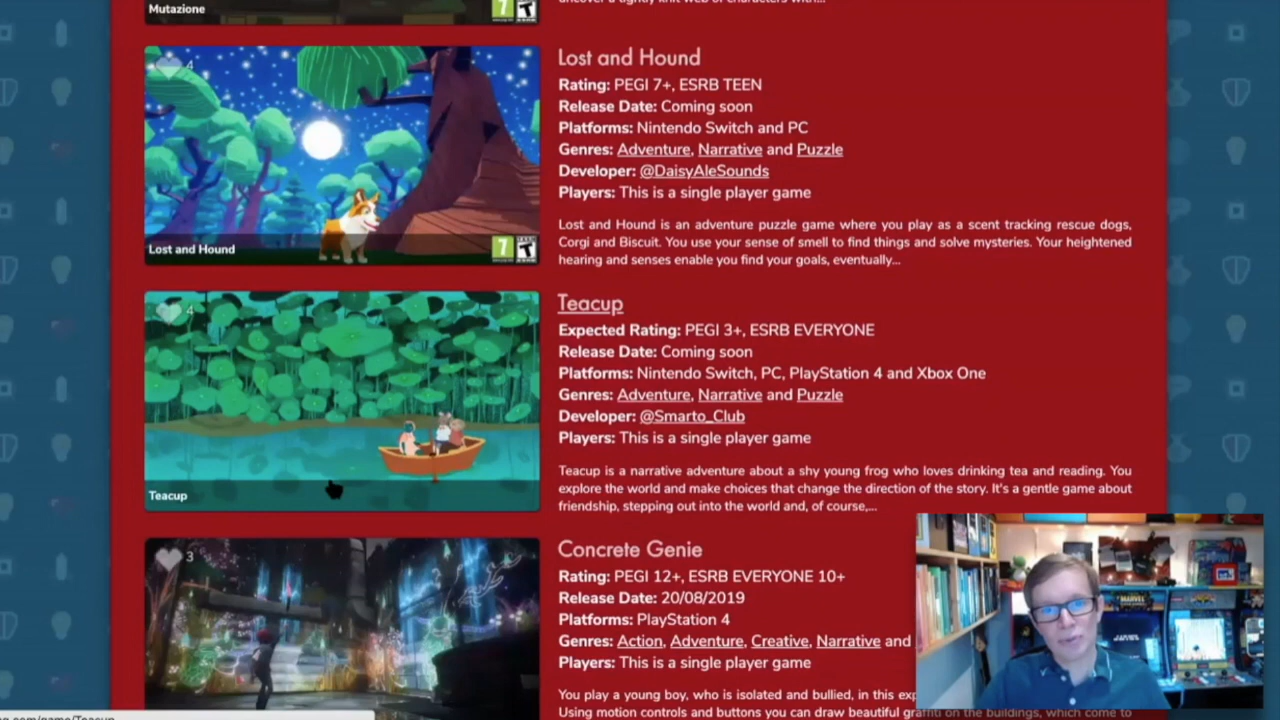 Mutazione
7
T
4
Lost and Hound
7
T
Lost and Hound
Rating: PEGI 7+, ESRB TEEN
Release Date: Coming soon
Platforms: Nintendo Switch and PC
Genres: Adventure, Narrative and Puzzle
Developer: @DaisyAleSounds
Players: This is a single player game
Lost and Hound is an adventure puzzle game where you play as a scent tracking rescue dogs,
Corgi and Biscuit. You use your sense of smell to find things and solve mysteries. Your heightened
hearing and senses enable you find your goals, eventually...
4
Teacup
Teacup
Expected Rating: PEGI 3+, ESRB EVERYONE
Release Date: Coming soon
Platforms: Nintendo Switch, PC, PlayStation 4 and Xbox One
Genres: Adventure, Narrative and Puzzle
Developer: @Smarto_Club
Players: This is a single player game
Teacup is a narrative adventure about a shy young frog who loves drinking tea and reading. You
explore the world and make choices that change the direction of the story. It's a gentle game about
friendship, stepping out into the world and, of course,...
3
Concrete Genie
Rating: PEGI 12+, ESRB EVERYONE 10+
Release Date: 20/08/2019
Platforms: PlayStation 4
Genres: Action, Adventure, Creative, Narrative and
Players: This is a single player game
You play a young boy, who is isolated and bullied, in this
Using motion controls and buttons you can draw beautiful graffiti on the buildings, which come to
MARVEL